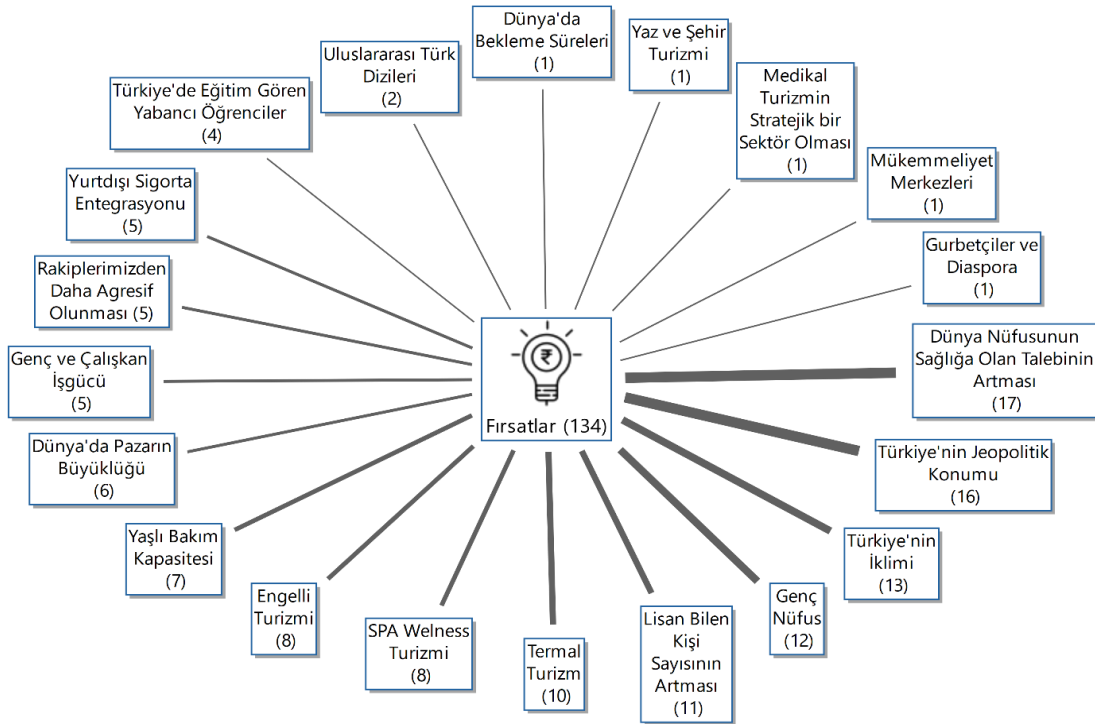 Dünya'da
Bekleme Süreleri
(1)
Yaz ve Şehir
Turizmi
(1)
Uluslararası Türk
Dizileri
(2)
Medikal
Turizmin
Stratejik bir
Sektör Olması
(1)
Türkiye'de Eğitim Gören
Yabancı Öğrenciler
(4)
Mükemmeliyet
Merkezleri
(1)
Yurtdışı Sigorta
Entegrasyonu
(5)
Gurbetçiler ve
Diaspora
(1)
Rakiplerimizden
Daha Agresif
Olunması (5)
₹
Fırsatlar (134)
Dünya Nüfusunun
Sağlığa Olan Talebinin
Artması
(17)
Genç ve Çalışkan
İşgücü
(5)
Dünya'da Pazarın
Büyüklüğü
(6)
Türkiye'nin Jeopolitik
Konumu
(16)
Yaşlı Bakım
Kapasitesi
(7)
Türkiye'nin
İklimi
(13)
Engelli
Turizmi
(8)
SPA Welness
Turizmi
(8)
Termal
Turizm
(10)
Lisan Bilen
Kişi
Sayısının
Artması
(11)
Genç
Nüfus
(12)